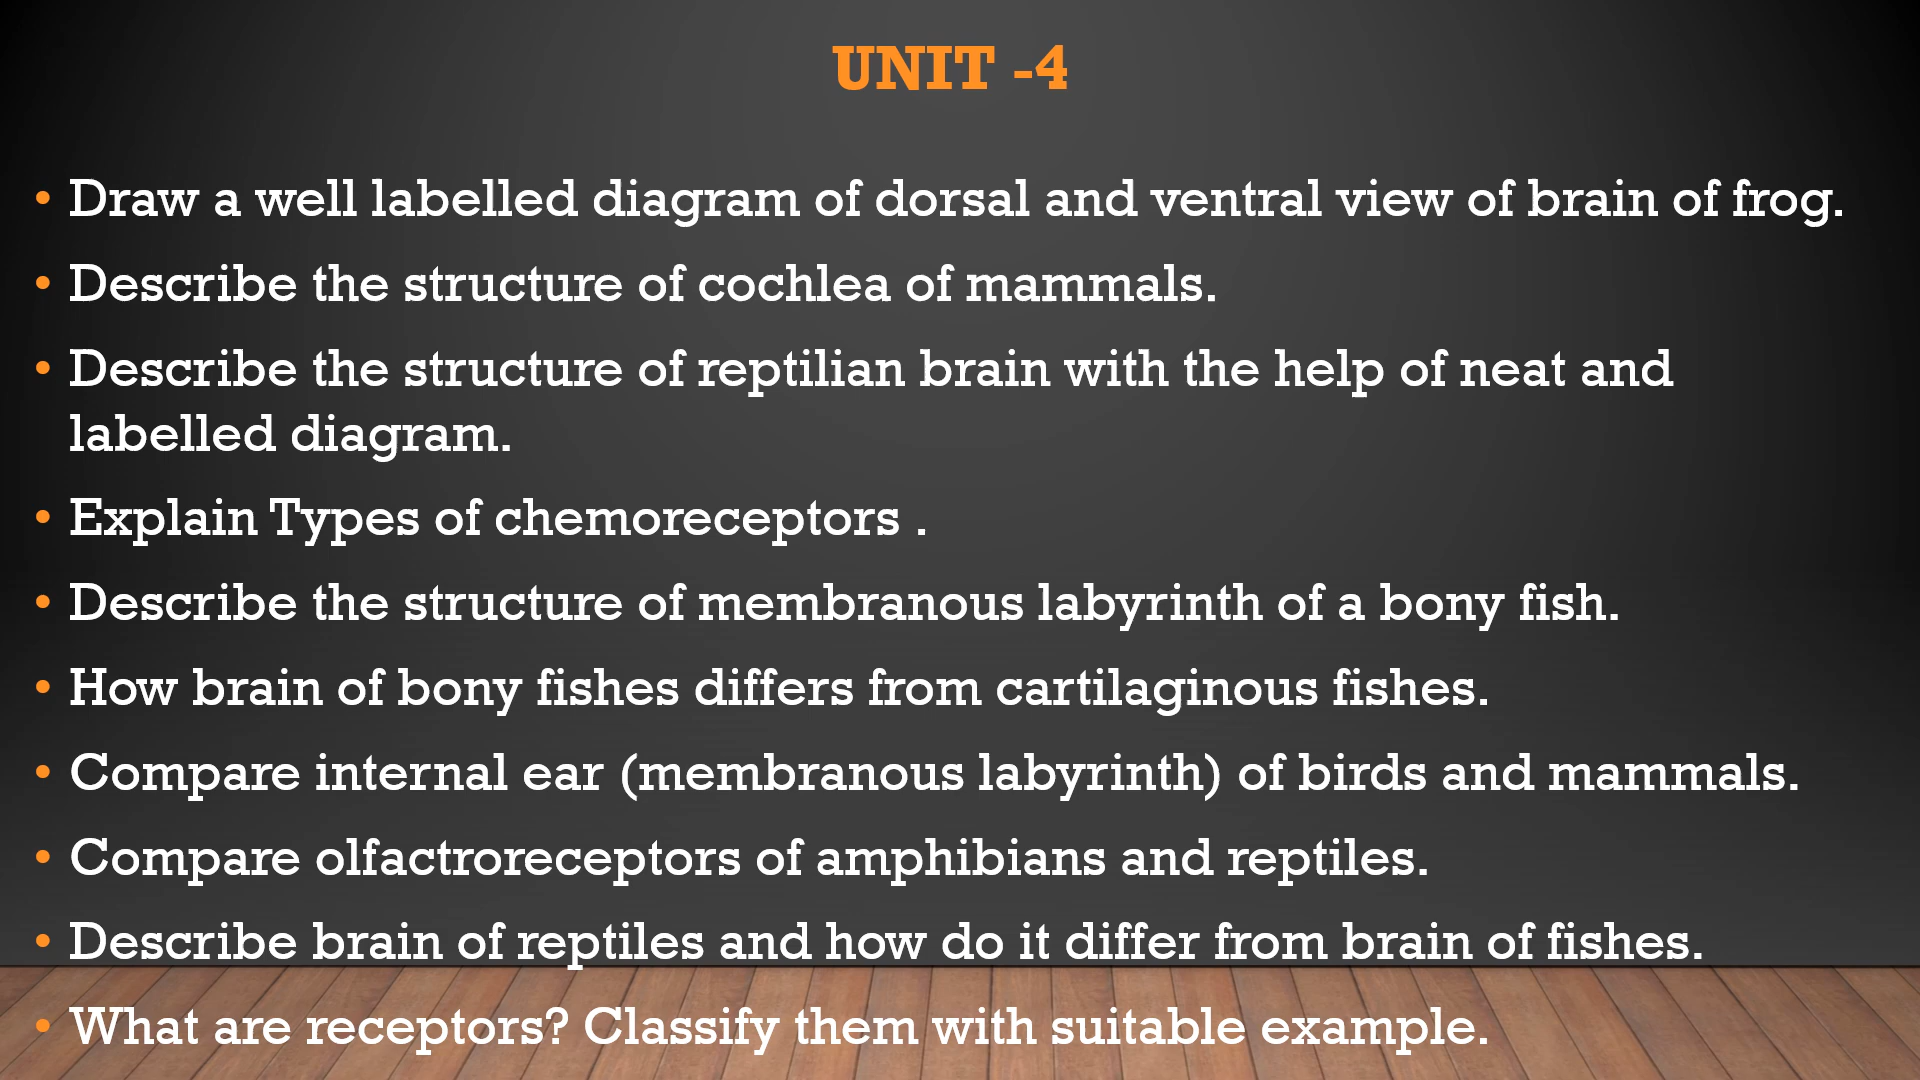 UNIT -4
• Draw a well labelled diagram of dorsal and ventral view of brain of frog.
• Describe the structure of cochlea of mammals.
• Describe the structure of reptilian brain with the help of neat and
labelled diagram.
• Explain Types of chemoreceptors .
• Describe the structure of membranous labyrinth of a bony fish.
• How brain of bony fishes differs from cartilaginous fishes.
• Compare internal ear (membranous labyrinth) of birds and mammals.
• Compare olfactroreceptors of amphibians and reptiles.
• Describe brain of reptiles and how do it differ from brain of fishes.
• What are receptors? Classify them with suitable example.